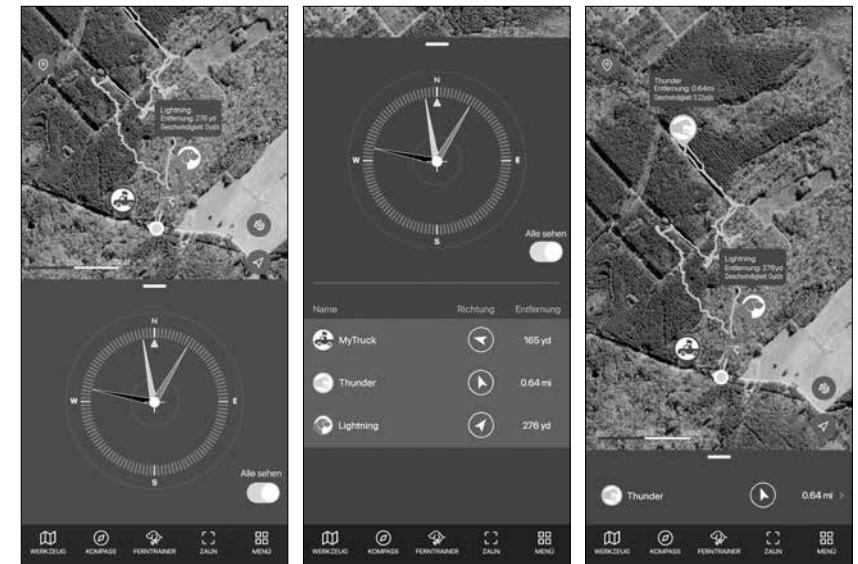 Lightning
Entfernung: 276 yd
Geschwindigkeit: 0yd/s
N
W
E
S
Alle sehen
WERKZEUG
KOMPASS
FERNTRAINER
ZAUN
MENÜ
N
W
E
S
Alle sehen
Name Richtung Entfernung
MyTruck 165 yd
Thunder 0.64 mi
Lightning 276 yd
WERKZEUG
KOMPASS
FERNTRAINER
ZAUN
MENÜ
Thunder
Entfernung: 0.64mi
Lightning
Entfernung: 276yd
Geschwindigkeit: 0yd/s
Thunder 0.64 mi
WERKZEUG
KOMPASS
FERNTRAINER
ZAUN
MENÜ